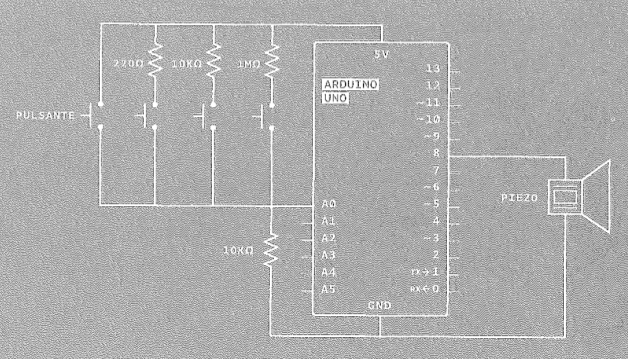 5V
220Ω
10KΩ
1MΩ
13
ARDUINO
UNO
12
~11
~10
~9
8
7
~6
~5
4
~3
2
TX→1
RX←0
PULSANTE
PIEZO
A0
A1
A2
A3
A4
A5
10KΩ
GND